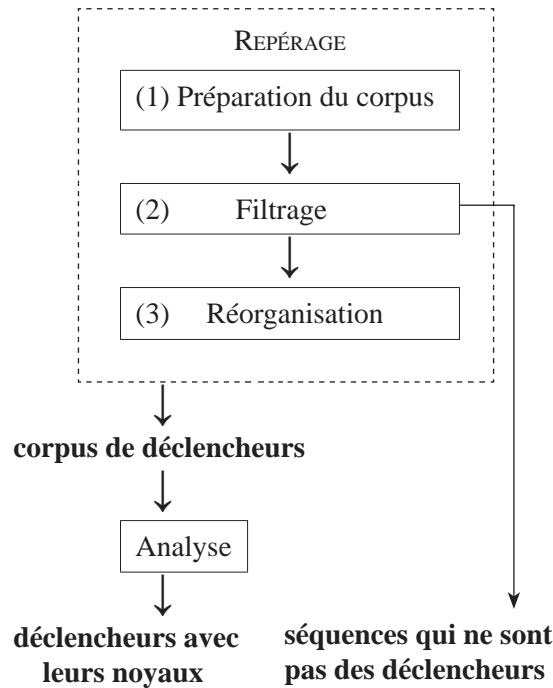 REPÉRAGE
(1) Préparation du corpus
(2) Filtrage
(3) Réorganisation
corpus de déclencheurs
Analyse
déclencheurs avec
leurs noyaux
séquences qui ne sont
pas des déclencheurs